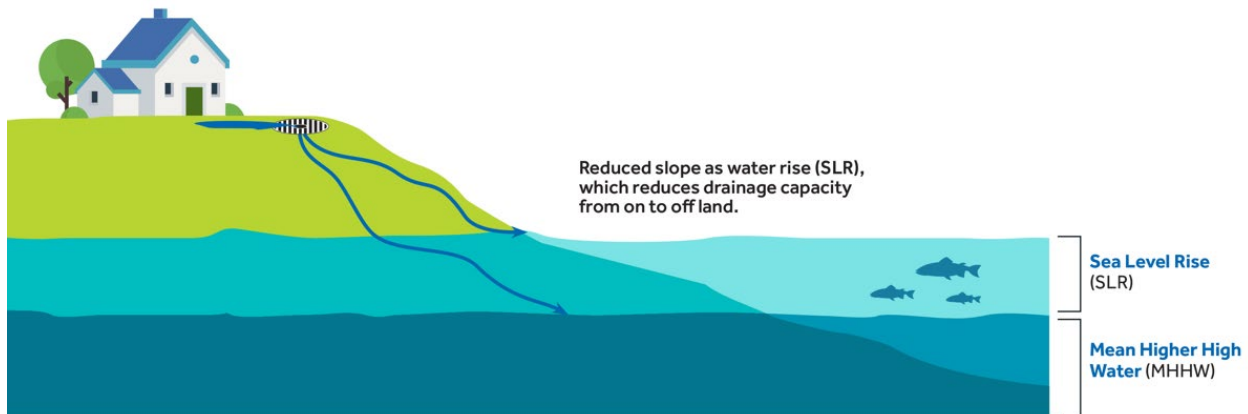 Reduced slope as water rise (SLR),
which reduces drainage capacity
from on to off land.
Sea Level Rise
(SLR)
Mean Higher High
Water (MHHW)